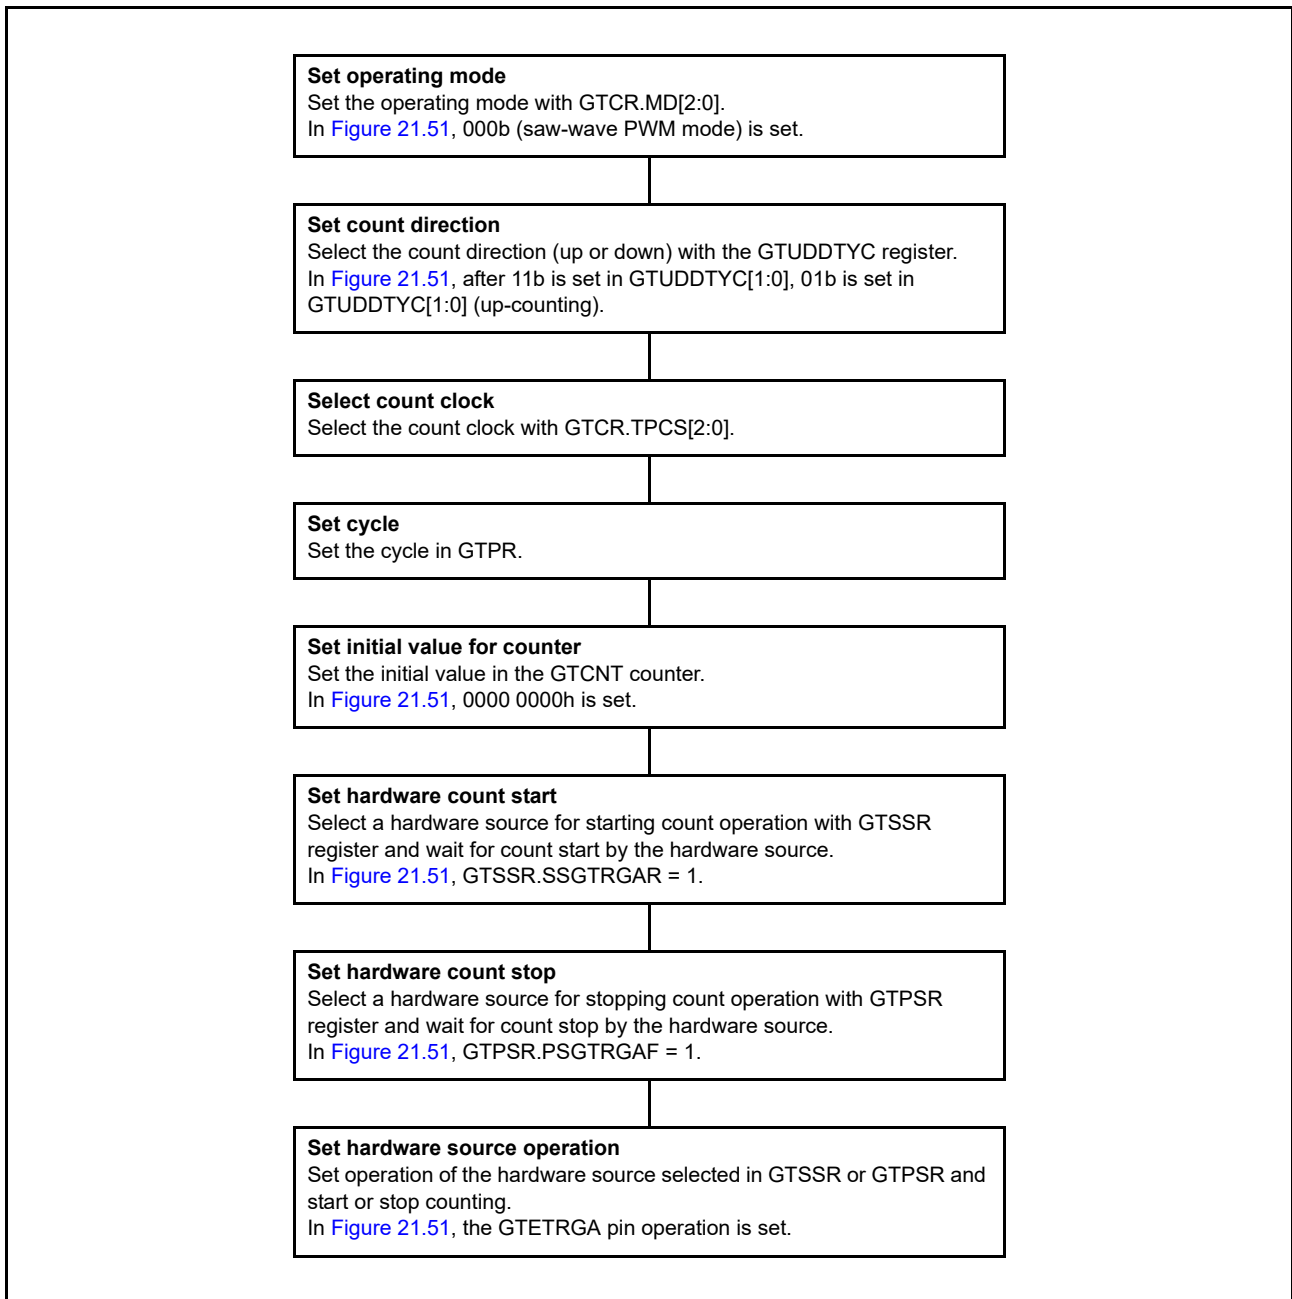 Set operating mode
Set the operating mode with GTCR.MD[2:0].
In Figure 21.51, 000b (saw-wave PWM mode) is set.
Set count direction
Select the count direction (up or down) with the GTUDDTYC register.
In Figure 21.51, after 11b is set in GTUDDTYC[1:0], 01b is set in
GTUDDTYC[1:0] (up-counting).
Select count clock
Select the count clock with GTCR.TPCS[2:0].
Set cycle
Set the cycle in GTPR.
Set initial value for counter
Set the initial value in the GTCNT counter.
In Figure 21.51, 0000 0000h is set.
Set hardware count start
Select a hardware source for starting count operation with GTSSR
register and wait for count start by the hardware source.
In Figure 21.51, GTSSR.SSGTRGAR = 1.
Set hardware count stop
Select a hardware source for stopping count operation with GTPSR
register and wait for count stop by the hardware source.
In Figure 21.51, GTPSR.PSGTRGAF = 1.
Set hardware source operation
Set operation of the hardware source selected in GTSSR or GTPSR and
start or stop counting.
In Figure 21.51, the GTETRGA pin operation is set.